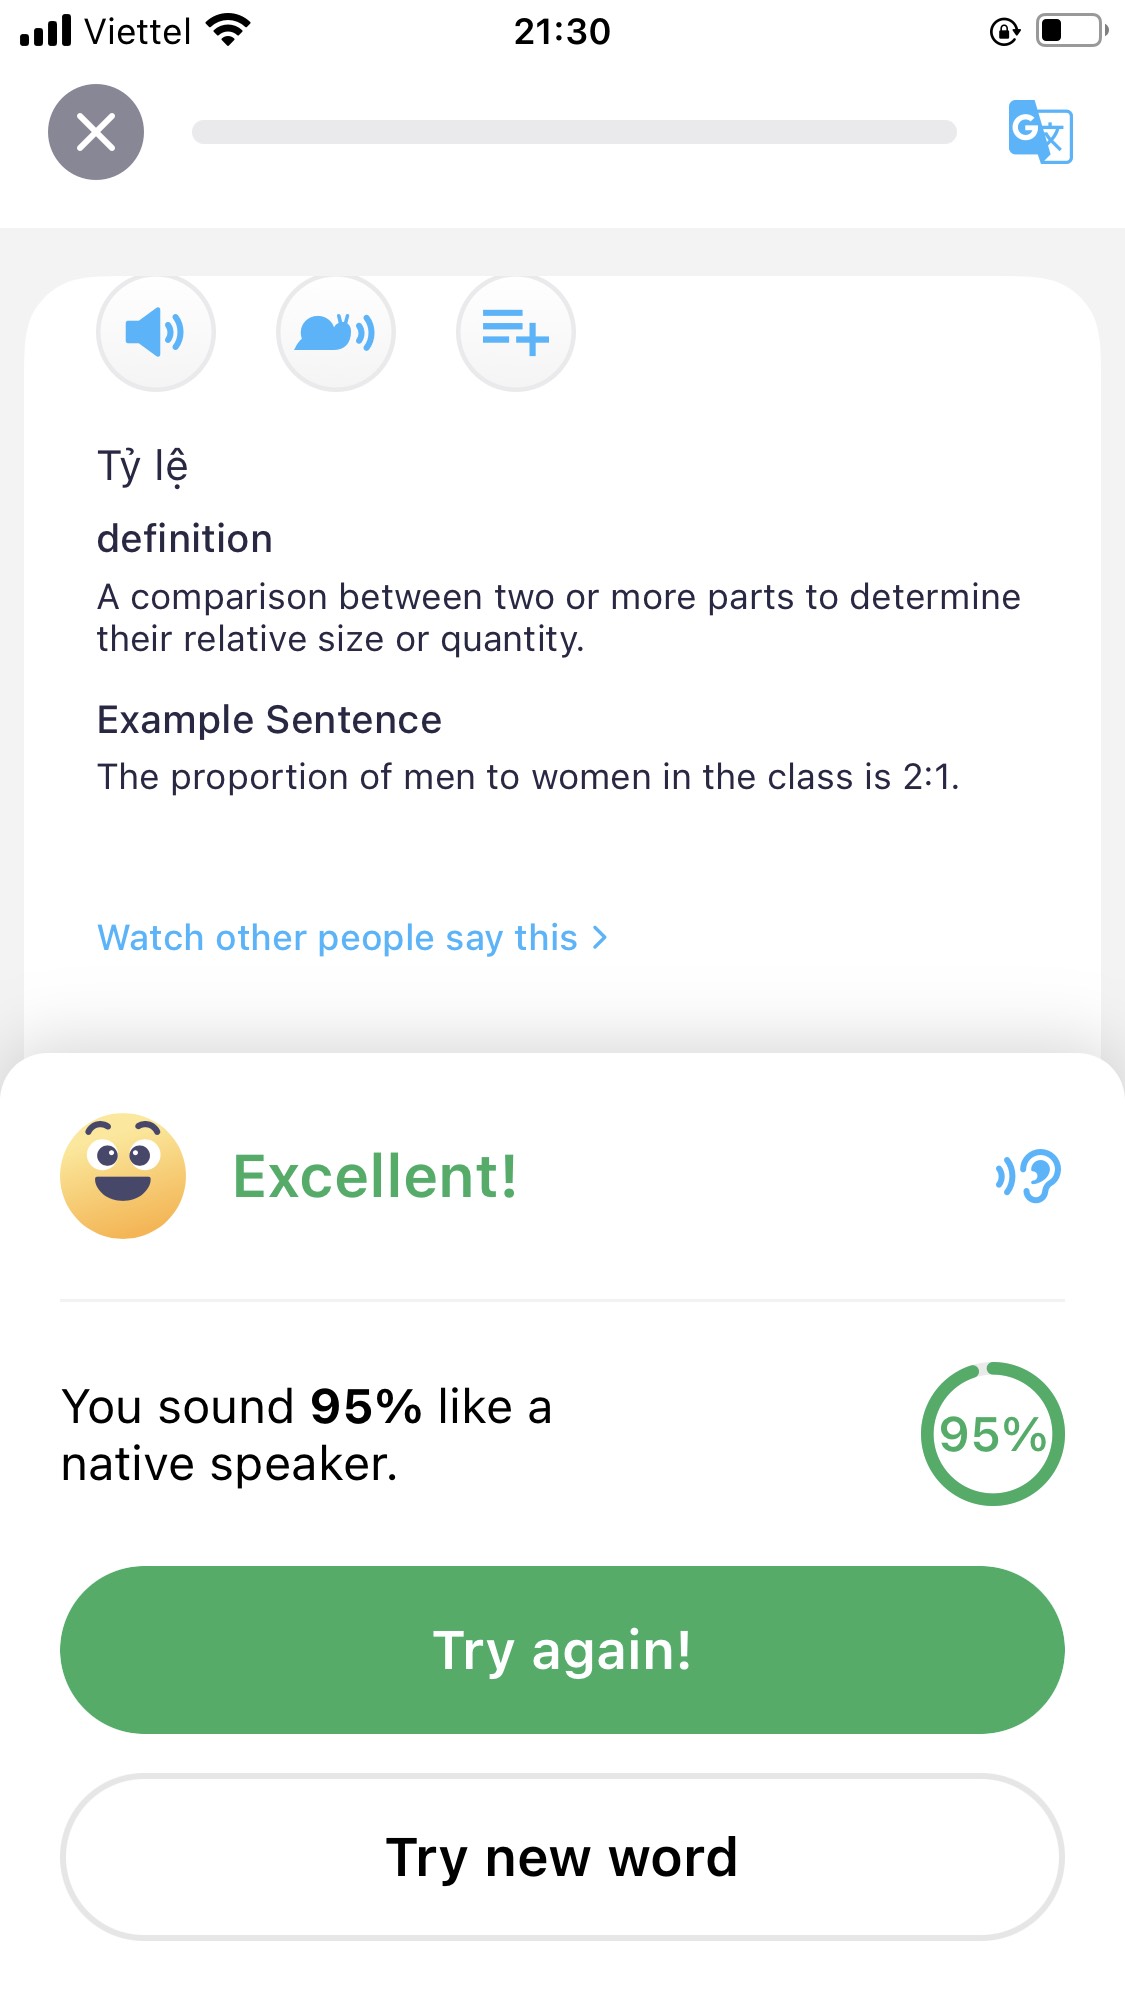 Viettel 21:30
Tỷ lệ
definition
A comparison between two or more parts to determine
their relative size or quantity.
Example Sentence
The proportion of men to women in the class is 2:1.
Watch other people say this >
Excellent!
You sound 95% like a
native speaker.
95%
Try again!
Try new word